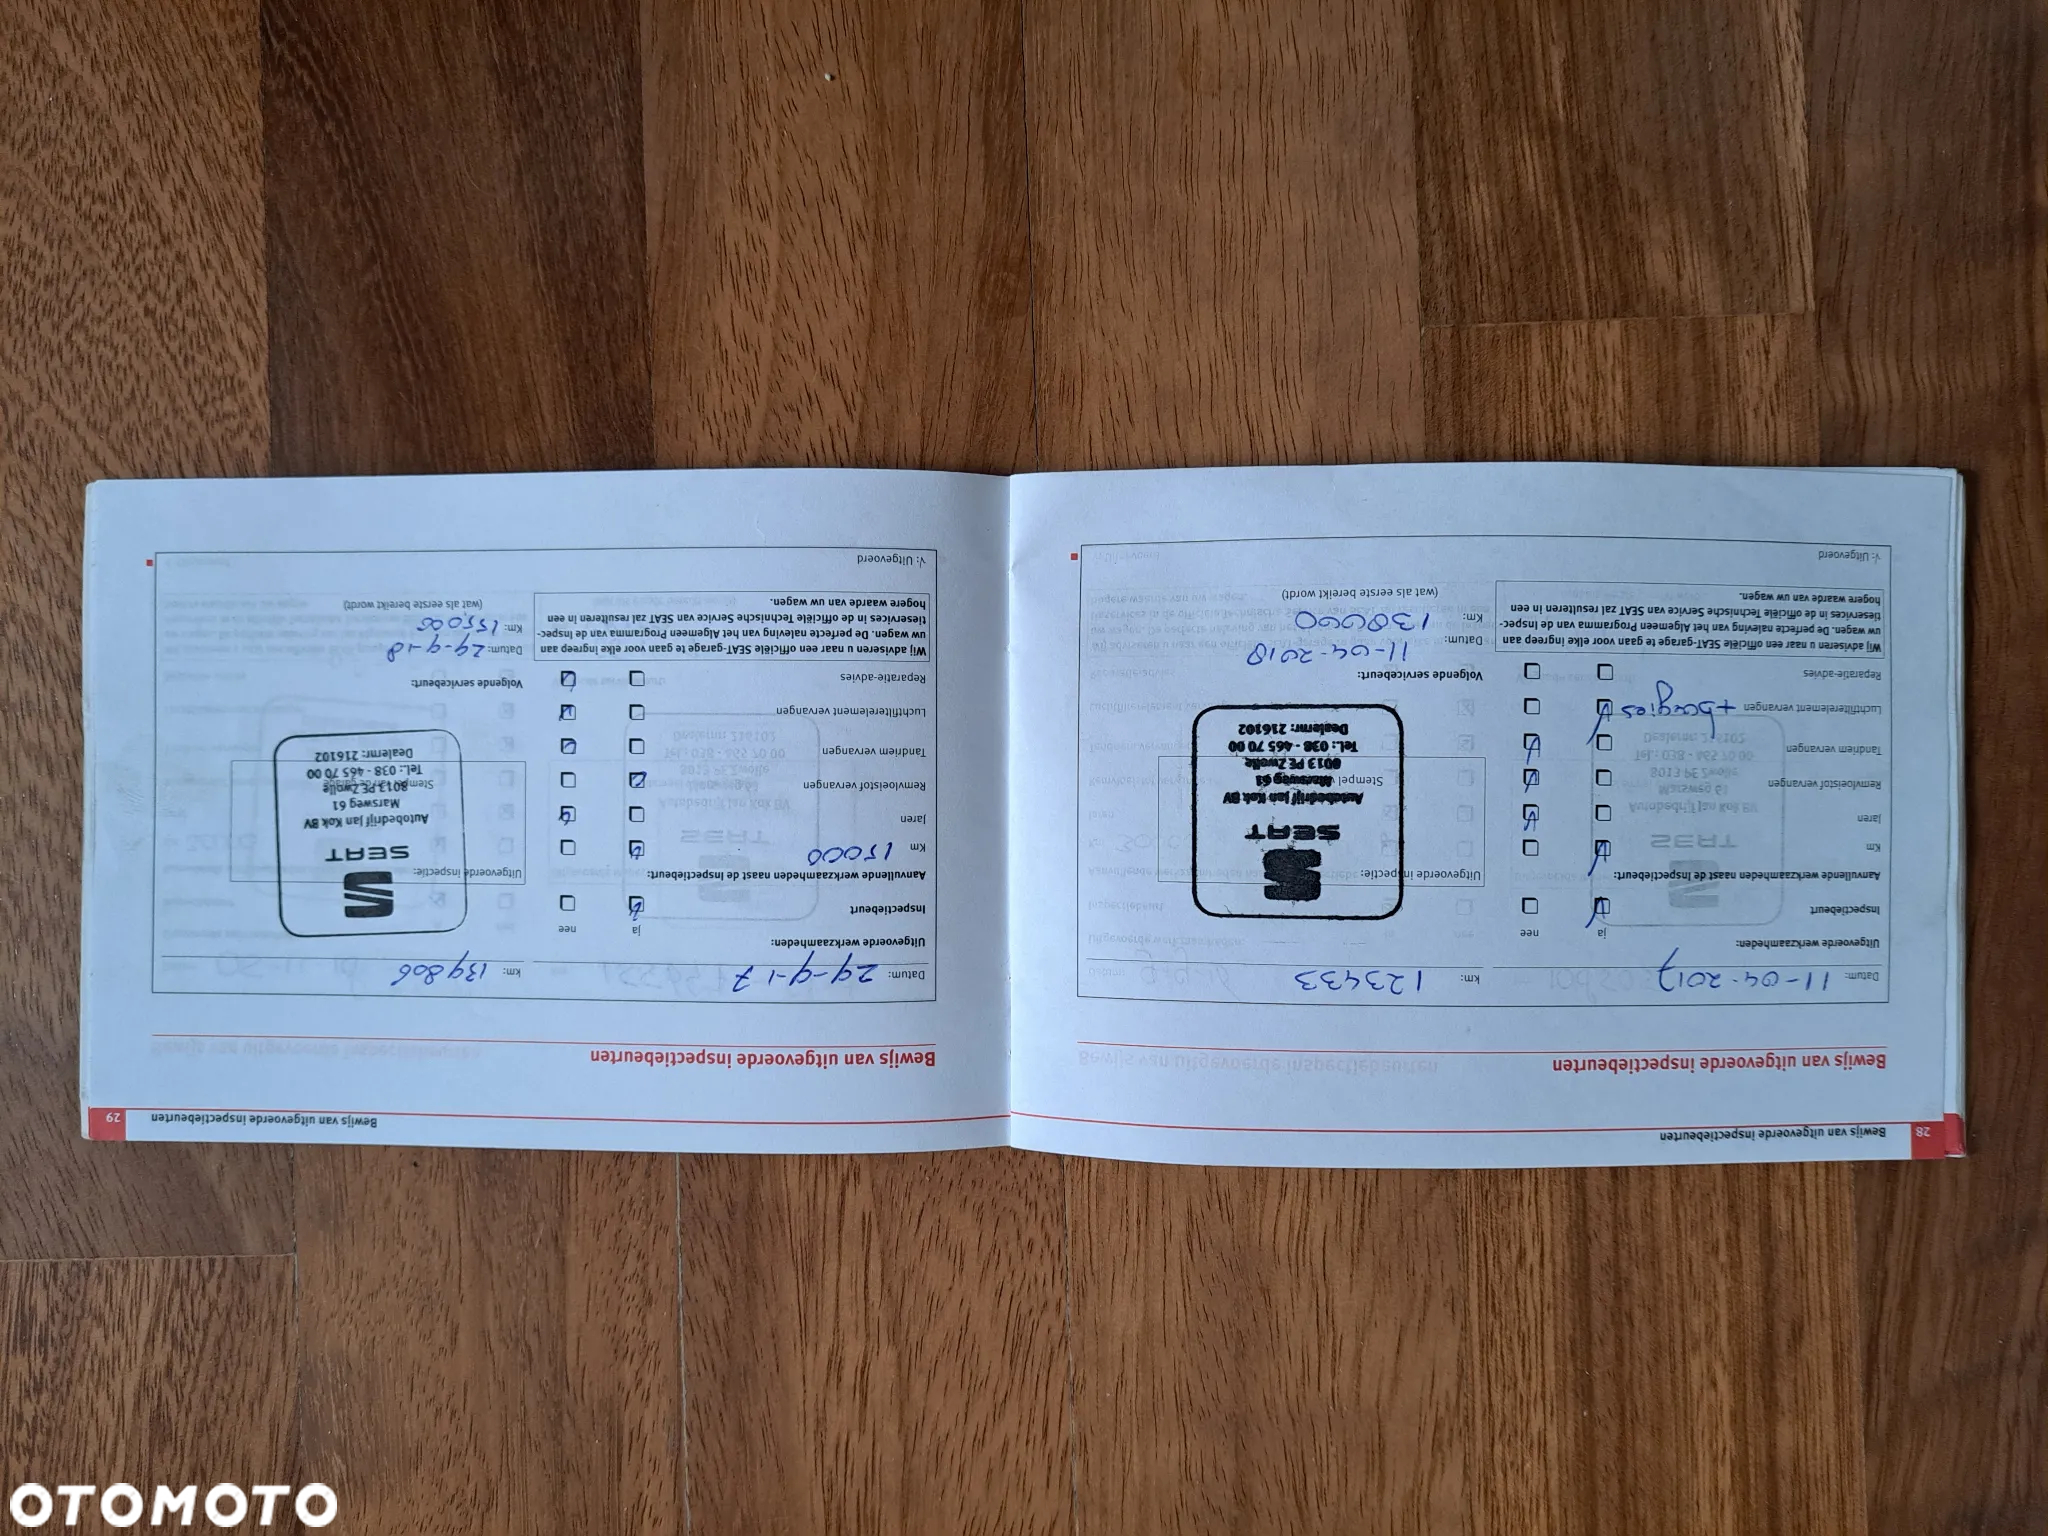 28
Bewijs van uitgevoerde inspectiebeurten
Bewijs van uitgevoerde inspectiebeurten
Datum: 11-04-2017
km: 123433
Uitgevoerde werkzaamheden:
ja
nee
Inspectiebeurt
Aanvullende werkzaamheden naast de Inspectiebeurt:
Km
Jaren
Remvloeistof vervangen
Tandriem vervangen
Luchtfilterelement vervangen + bougies
Reparatie-advies
Wij adviseren u naar een officiële SEAT-garage te gaan voor elke ingreep aan
uw wagen. De perfecte naleving van het Algemeen Programma van de Inspec-
tieservices in de officiële Technische Service van SEAT zal resulteren in een
hogere waarde van uw wagen.
√: Uitgevoerd
Uitgevoerde inspectie:
SEAT
Autobedrijf Jan Kok BV
Marsweg 61
8013 PE Zwolle
Tel.: 038 - 465 70 00
Dealernr: 216102
Stempel
Volgende servicebeurt:
Datum: 11-04-2018
Km: 138000
(wat als eerste bereikt wordt)
Bewijs van uitgevoerde inspectiebeurten
29
Bewijs van uitgevoerde inspectiebeurten
Datum: 29-9-17
km: 139806
Uitgevoerde werkzaamheden:
ja
nee
Inspectiebeurt
Aanvullende werkzaamheden naast de Inspectiebeurt:
Km 15000
Jaren
Remvloeistof vervangen
Tandriem vervangen
Luchtfilterelement vervangen
Reparatie-advies
Wij adviseren u naar een officiële SEAT-garage te gaan voor elke ingreep aan
uw wagen. De perfecte naleving van het Algemeen Programma van de Inspec-
tieservices in de officiële Technische Service van SEAT zal resulteren in een
hogere waarde van uw wagen.
√: Uitgevoerd
Uitgevoerde inspectie:
SEAT
Autobedrijf Jan Kok BV
Marsweg 61
8013 PE Zwolle
Tel.: 038 - 465 70 00
Dealernr: 216102
Stempel van de garage
Volgende servicebeurt:
Datum: 29-9-18
Km: 155000
(wat als eerste bereikt wordt)
OTOMOTO